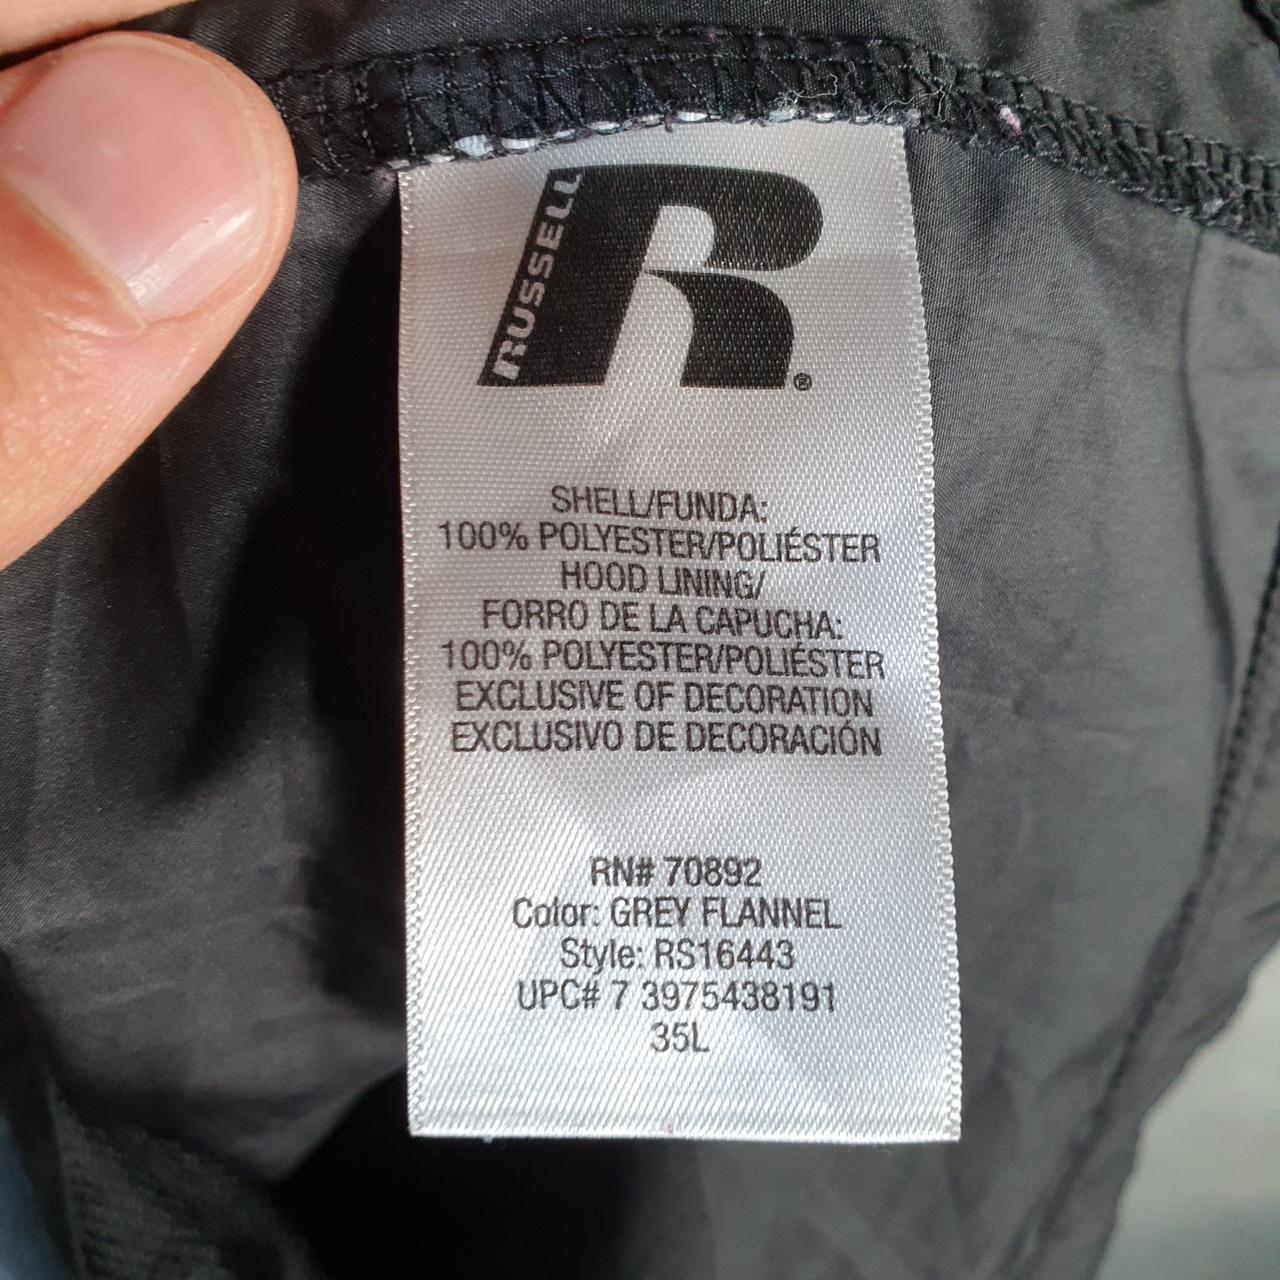 RUSSELL
R®
SHELL/FUNDA:
100% POLYESTER/POLIÉSTER
HOOD LINING/
FORRO DE LA CAPUCHA:
100% POLYESTER/POLIÉSTER
EXCLUSIVE OF DECORATION
EXCLUSIVO DE DECORACIÓN
RN# 70892
Color: GREY FLANNEL
Style: RS16443
UPC# 7 3975438191
35L